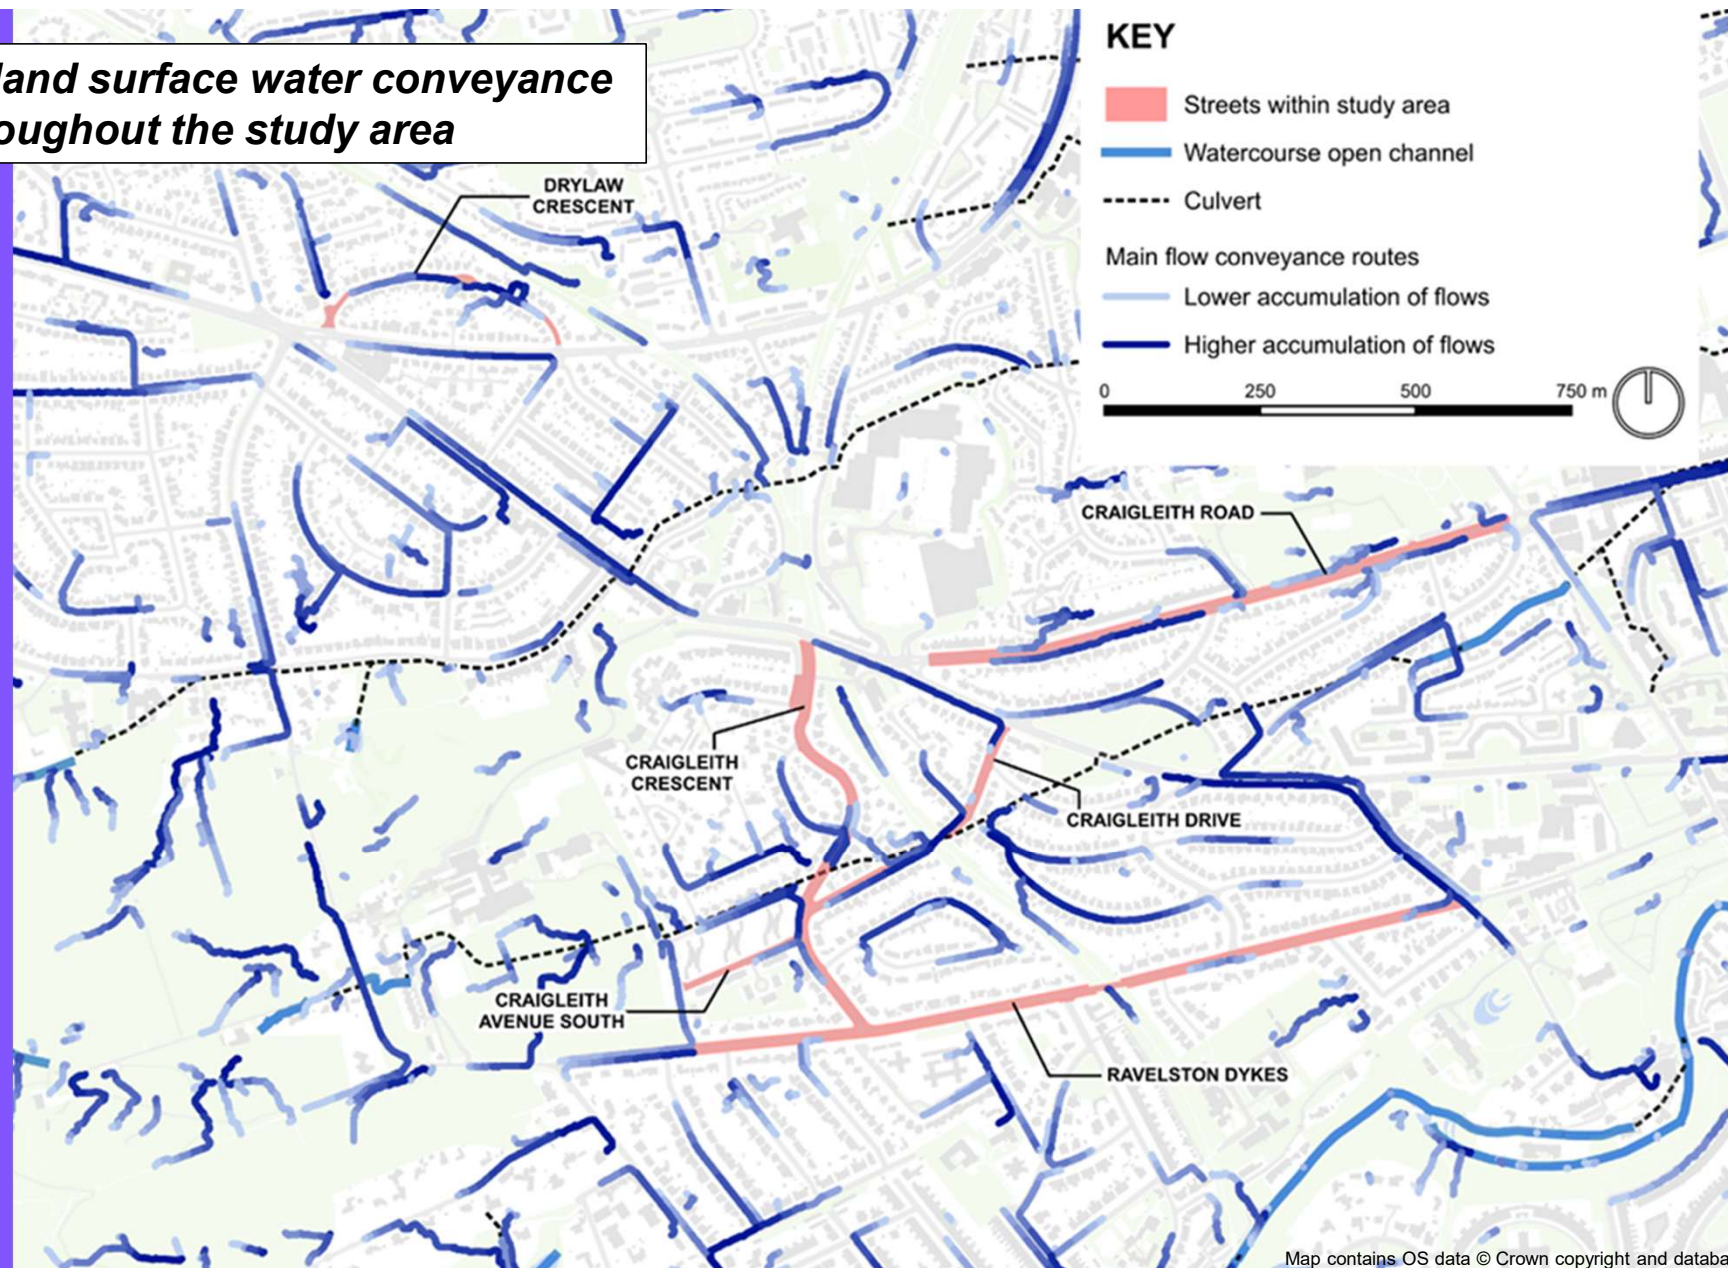 land surface water conveyance
oughout the study area
KEY
Streets within study area
Watercourse open channel
Culvert
Main flow conveyance routes
Lower accumulation of flows
Higher accumulation of flows
0 250 500 750 m
DRYLAW
CRESCENT
CRAIGLEITH ROAD
CRAIGLEITH
CRESCENT
CRAIGLEITH DRIVE
CRAIGLEITH
AVENUE SOUTH
RAVELSTON DYKES
Map contains OS data © Crown copyright and databa